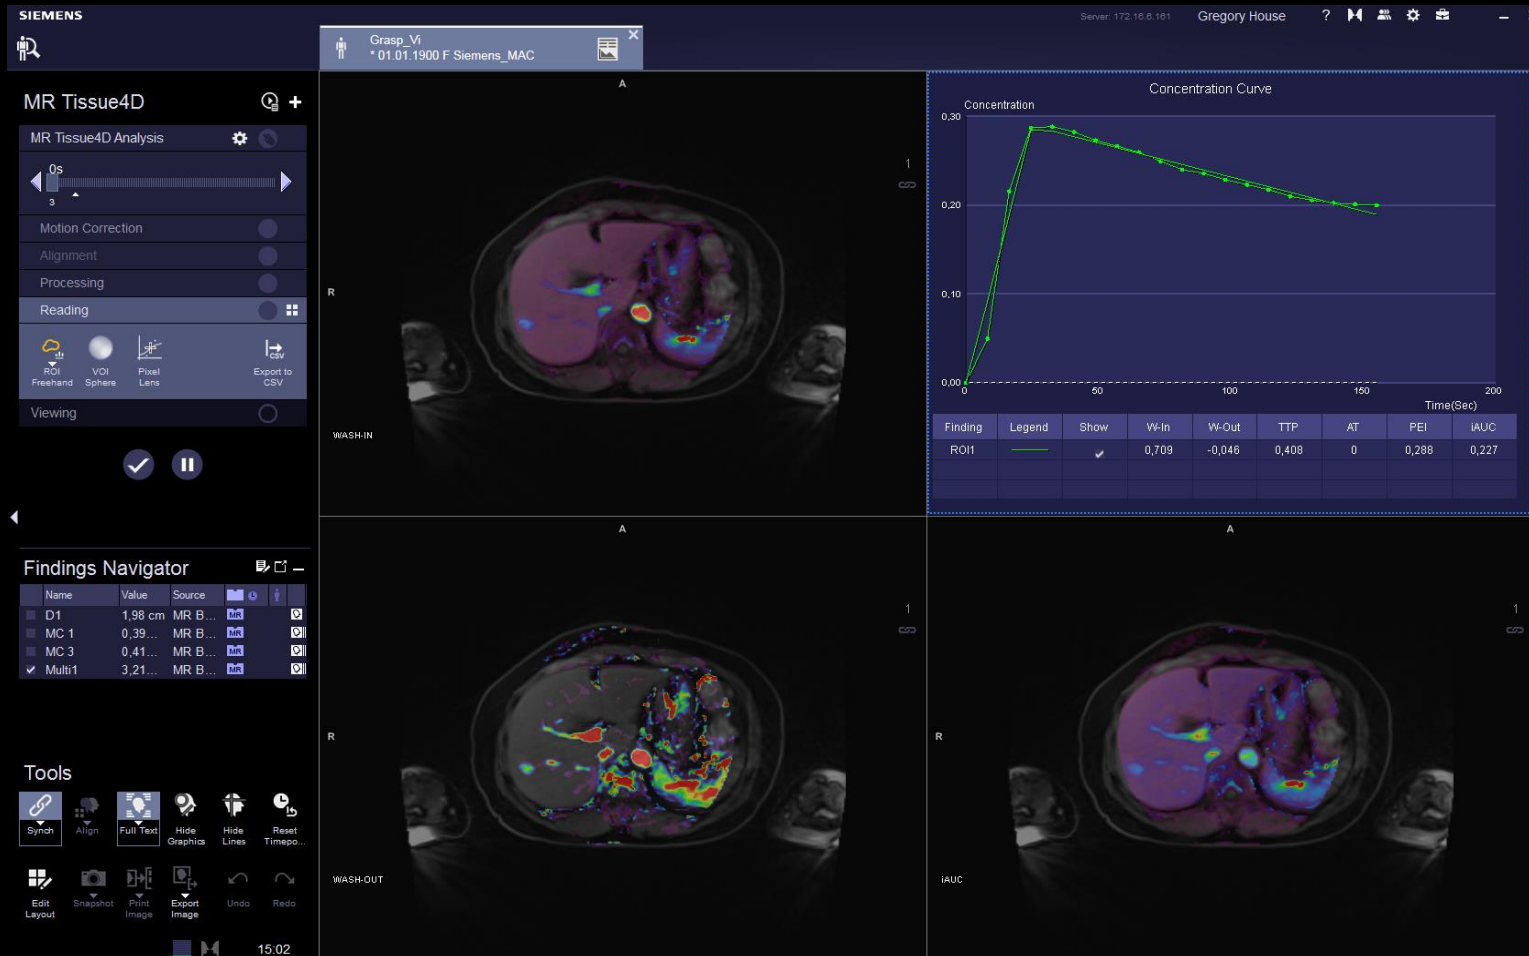 SIEMENS
Server: 172.16.6.161
Gregory House
?
Grasp_Vi
* 01.01.1900 F Siemens_MAC
MR Tissue4D
MR Tissue4D Analysis
0s
3
Motion Correction
Alignment
Processing
Reading
ROI Freehand
VOI Sphere
Pixel Lens
CSV
Export to CSV
Viewing
Findings Navigator
Name Value Source
D1 1,98 cm MR B... MR
MC 1 0,39... MR B... MR
MC 3 0,41... MR B... MR
Multi1 3,21... MR B... MR
Tools
Synch
Align
Full Text
Hide Graphics
Hide Lines
Reset Timepo...
Edit Layout
Snapshot
Print Image
Export Image
Undo
Redo
15:02
A
1
R
WASH-IN
Concentration Curve
Concentration
0,30
0,20
0,10
0,00
0 50 100 150 200
Time(Sec)
Finding Legend Show W-In W-Out TTP AT PEI iAUC
ROI1 0,709 -0,046 0,408 0 0,288 0,227
A
1
R
WASH-OUT
A
1
R
iAUC